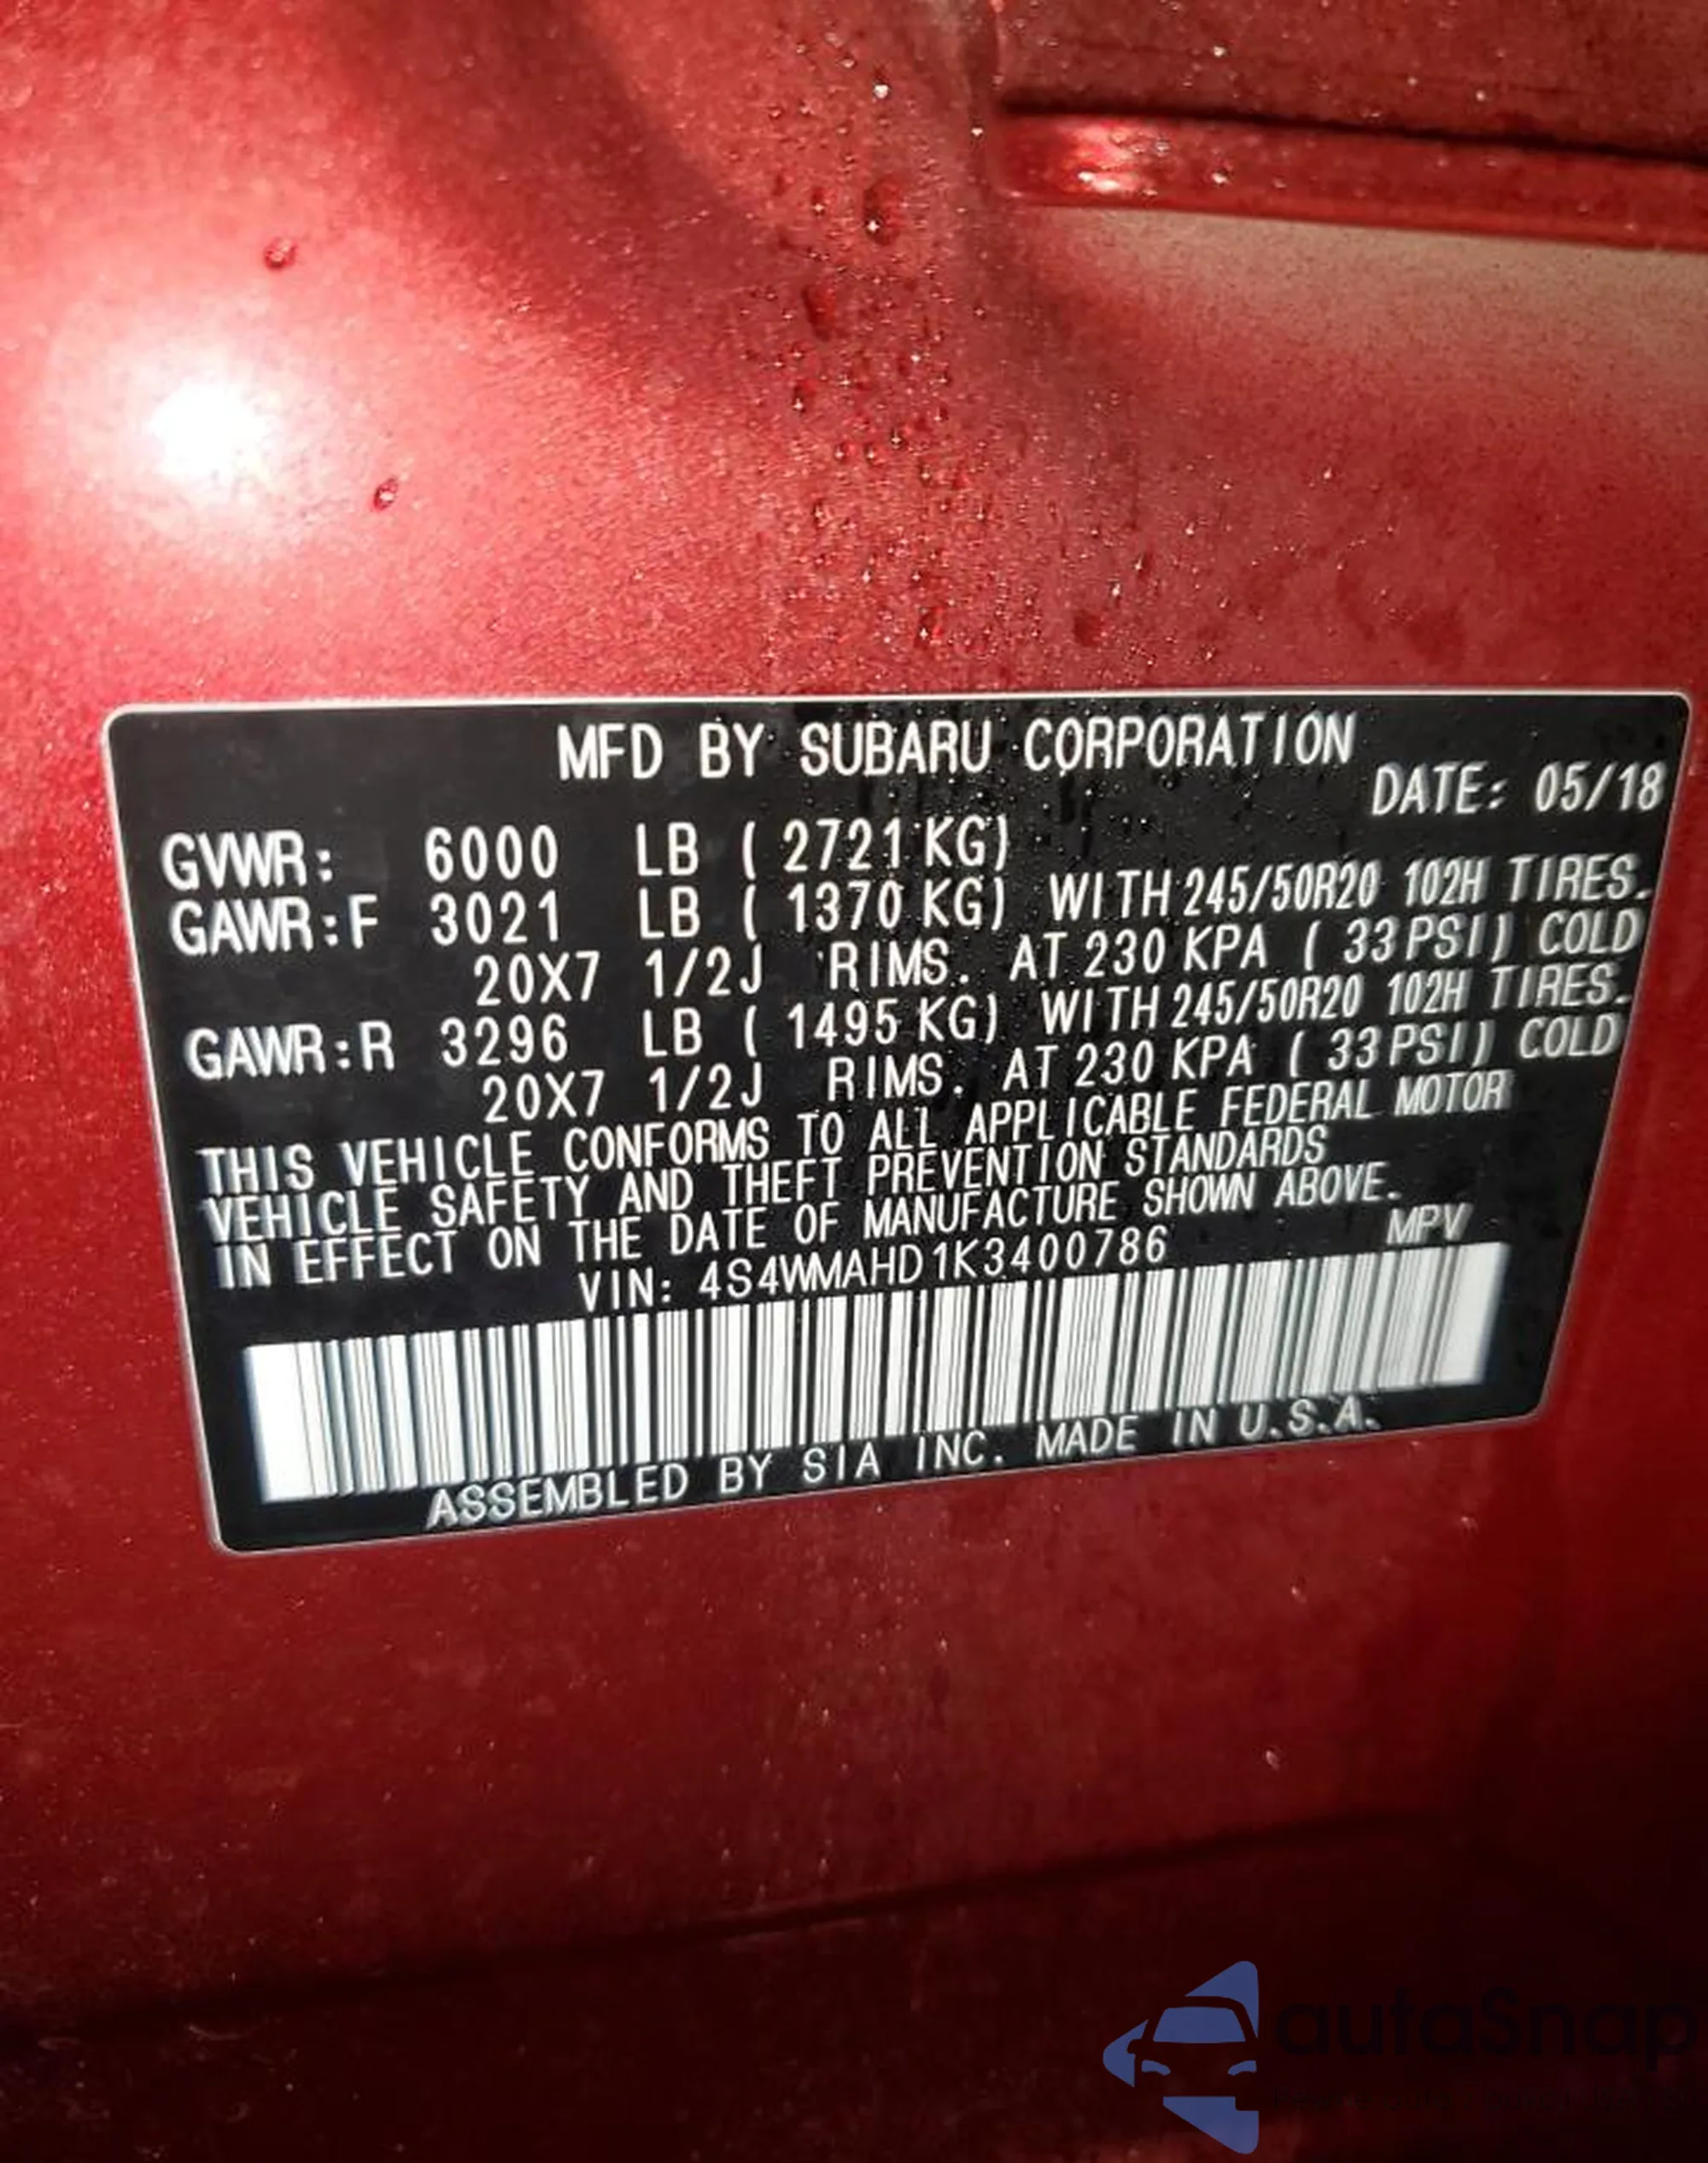 MFD BY SUBARU CORPORATION
DATE: 05/18
GVWR: 6000 LB ( 2721 KG)
GAWR:F 3021 LB ( 1370 KG) WITH 245/50R20 102H TIRES.
20X7 1/2J RIMS. AT 230 KPA ( 33 PSI) COLD
GAWR:R 3296 LB ( 1495 KG) WITH 245/50R20 102H TIRES.
20X7 1/2J RIMS. AT 230 KPA ( 33 PSI) COLD
THIS VEHICLE CONFORMS TO ALL APPLICABLE FEDERAL MOTOR
VEHICLE SAFETY AND THEFT PREVENTION STANDARDS
IN EFFECT ON THE DATE OF MANUFACTURE SHOWN ABOVE.
VIN: 4S4WMAHD1K3400786 MPV
ASSEMBLED BY SIA INC. MADE IN U.S.A.
autaSnap